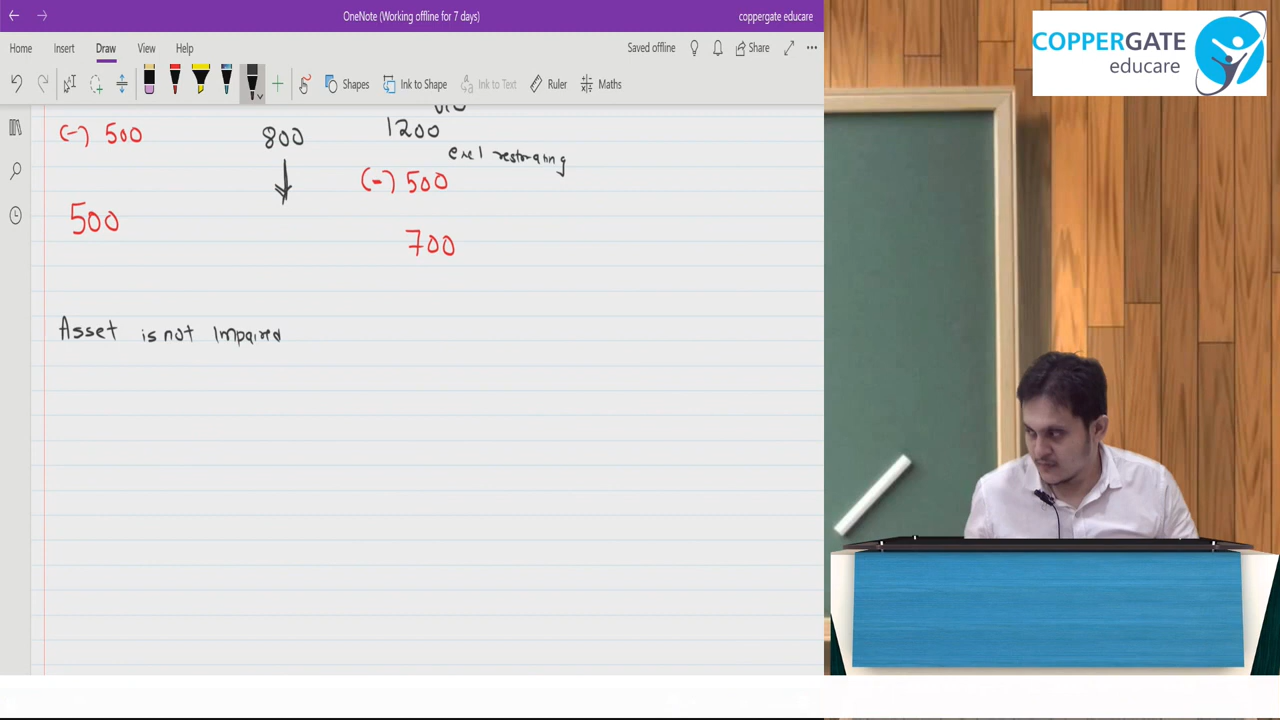 OneNote (Working offline for 7 days)
coppergate educare
Home Insert Draw View Help
Saved offline Share
Shapes Ink to Shape Ink to Text Ruler Maths
COPPERGATE
educare
(-) 500 800 1200
excl restorating
(-) 500
500
700
Asset is not Impaired